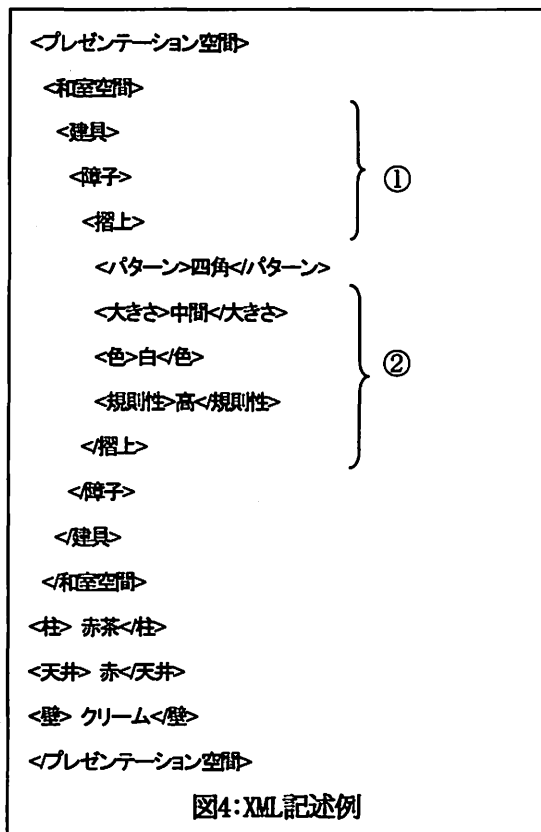 <プレゼンテーション空間>
<和室空間>
<建具>
<障子>
①
<摺上>
<パターン>四角</パターン>
<大きさ>中間</大きさ>
<色>白</色>
②
<規則性>高</規則性>
</摺上>
</障子>
</建具>
</和室空間>
<柱> 赤茶</柱>
<天井> 赤</天井>
<壁> クリーム</壁>
</プレゼンテーション空間>
図4:XML記述例